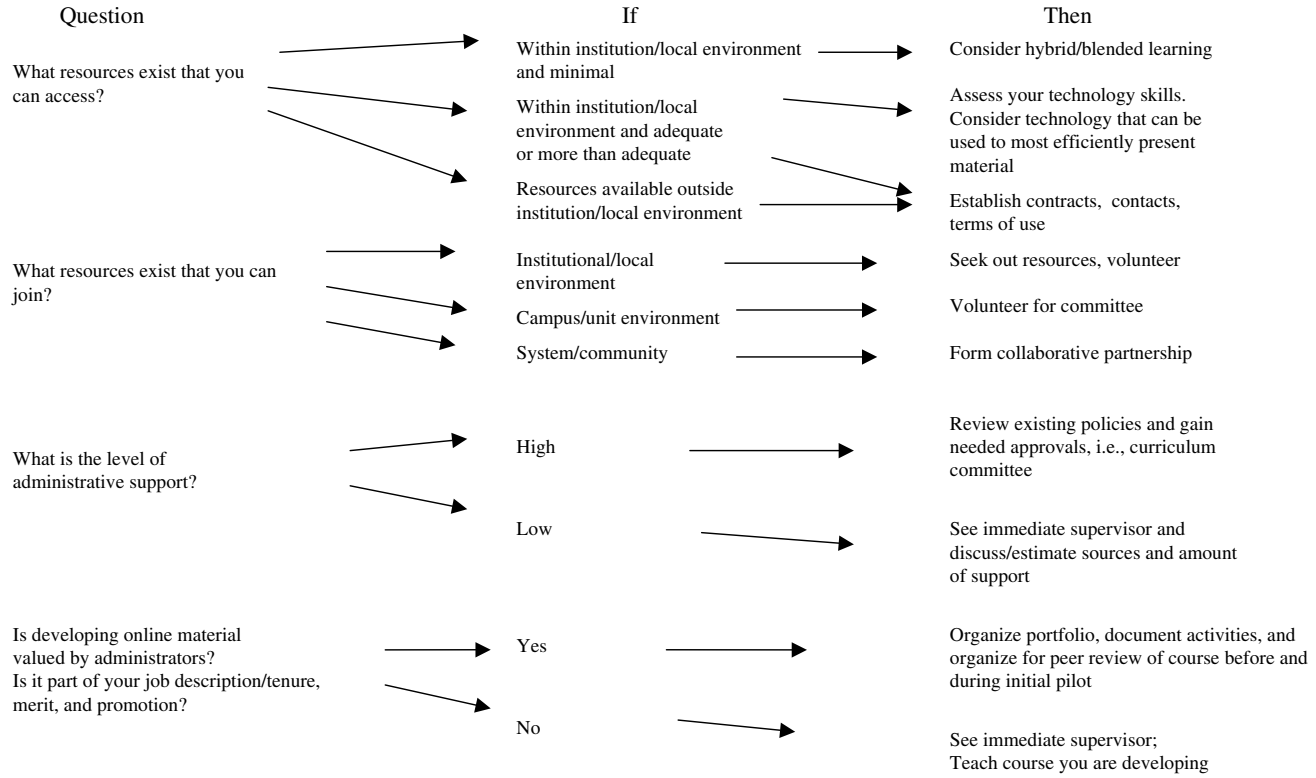 Question
If
Then
What resources exist that you
can access?
Within institution/local environment
and minimal
Consider hybrid/blended learning
Within institution/local
environment and adequate
or more than adequate
Assess your technology skills.
Consider technology that can be
used to most efficiently present
material
Resources available outside
institution/local environment
Establish contracts,  contacts,
terms of use
What resources exist that you can
join?
Institutional/local
environment
Seek out resources, volunteer
Campus/unit environment
Volunteer for committee
System/community
Form collaborative partnership
What is the level of
administrative support?
High
Review existing policies and gain
needed approvals, i.e., curriculum
committee
Low
See immediate supervisor and
discuss/estimate sources and amount
of support
Is developing online material
valued by administrators?
Is it part of your job description/tenure,
merit, and promotion?
Yes
Organize portfolio, document activities, and
organize for peer review of course before and
during initial pilot
No
See immediate supervisor;
Teach course you are developing